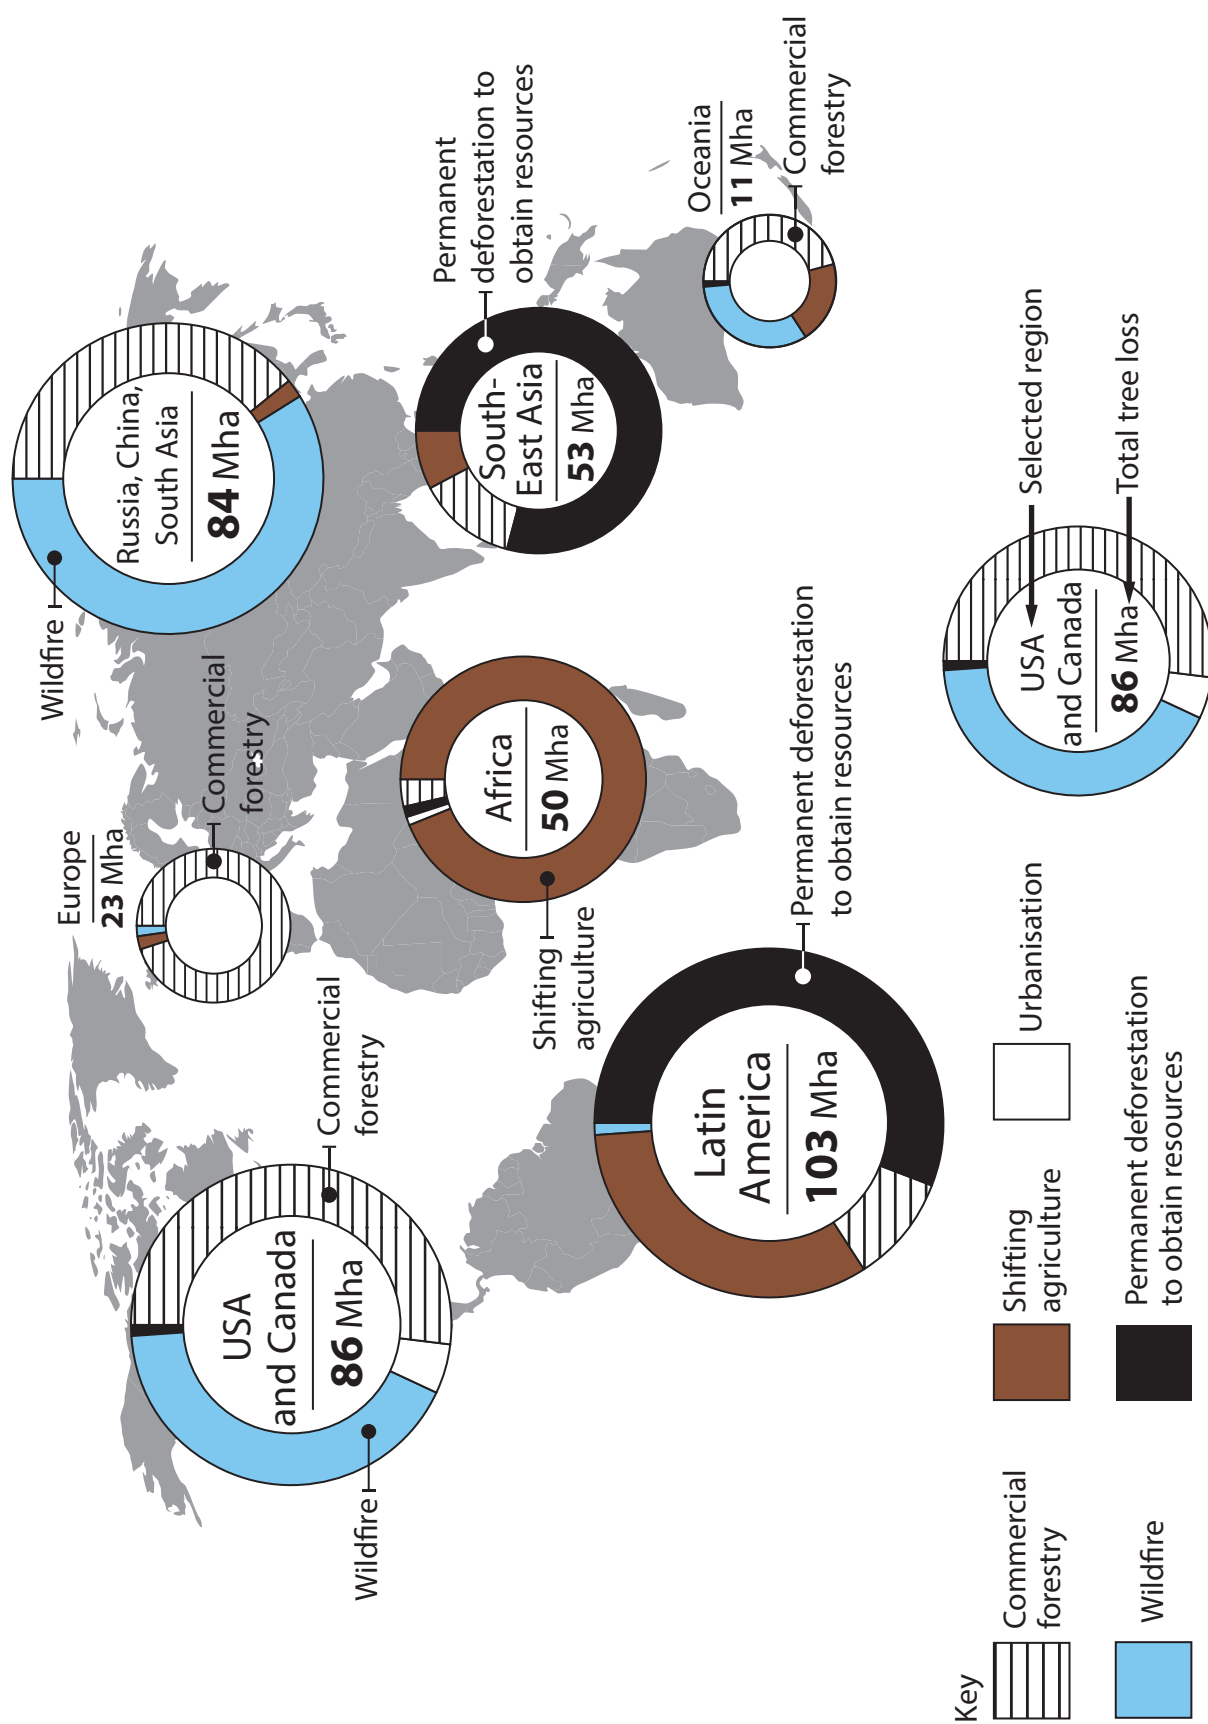 USA
and Canada
86 Mha
Wildfire
Commercial
forestry
Europe
23 Mha
Commercial
forestry
Wildfire
Russia, China,
South Asia
84 Mha
Permanent
deforestation to
obtain resources
South-
East Asia
53 Mha
Africa
50 Mha
Shifting
agriculture
Oceania
11 Mha
Commercial
forestry
Latin
America
103 Mha
Permanent deforestation
to obtain resources
Key
Commercial
forestry
Shifting
agriculture
Urbanisation
Wildfire
Permanent deforestation
to obtain resources
USA
and Canada
86 Mha
Selected region
Total tree loss